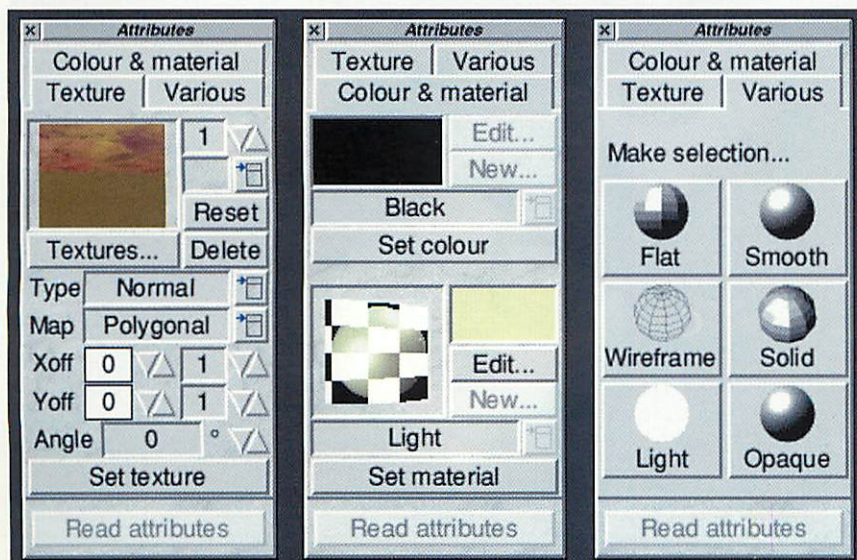 Attributes
Colour & material
Texture Various
1
Reset
Textures... Delete
Type Normal
Map Polygonal
Xoff 0 1
Yoff 0 1
Angle 0 °
Set texture
Read attributes
Attributes
Texture Various
Colour & material
Edit...
New...
Black
Set colour
Edit...
New...
Light
Set material
Read attributes
Attributes
Colour & material
Texture Various
Make selection...
Flat Smooth
Wireframe Solid
Light Opaque
Read attributes